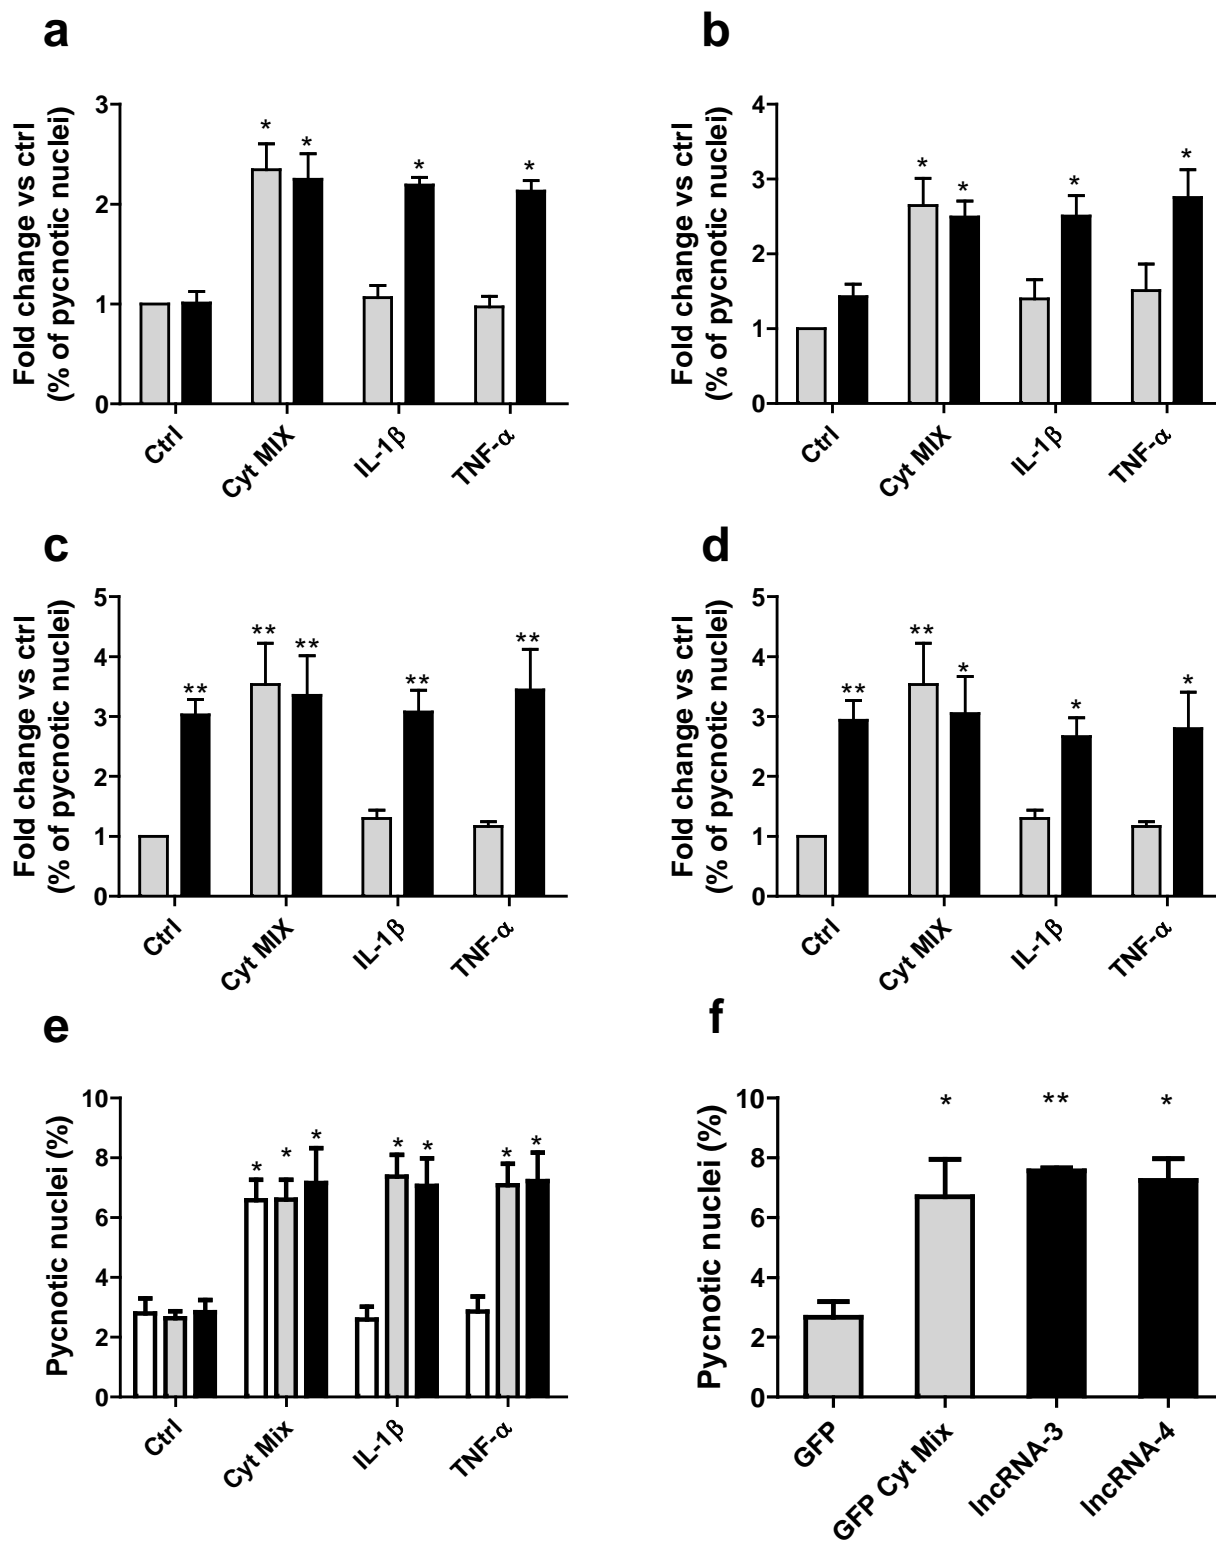 a
Fold change vs ctrl
(% of pycnotic nuclei)
3
2
1
0
*
*
*
*
Ctrl
Cyt MIX
IL-1β
TNF-α
b
Fold change vs ctrl
(% of pycnotic nuclei)
4
3
2
1
0
*
*
*
*
Ctrl
Cyt MIX
IL-1β
TNF-α
c
Fold change vs ctrl
(% of pycnotic nuclei)
5
4
3
2
1
0
**
**
**
**
**
Ctrl
Cyt MIX
IL-1β
TNF-α
d
Fold change vs ctrl
(% of pycnotic nuclei)
5
4
3
2
1
0
**
**
*
*
*
Ctrl
Cyt MIX
IL-1β
TNF-α
e
Pycnotic nuclei (%)
10
8
6
4
2
0
*
*
*
*
*
*
*
Ctrl
Cyt Mix
IL-1β
TNF-α
f
Pycnotic nuclei (%)
10
8
6
4
2
0
*
**
*
GFP
GFP Cyt Mix
lncRNA-3
lncRNA-4